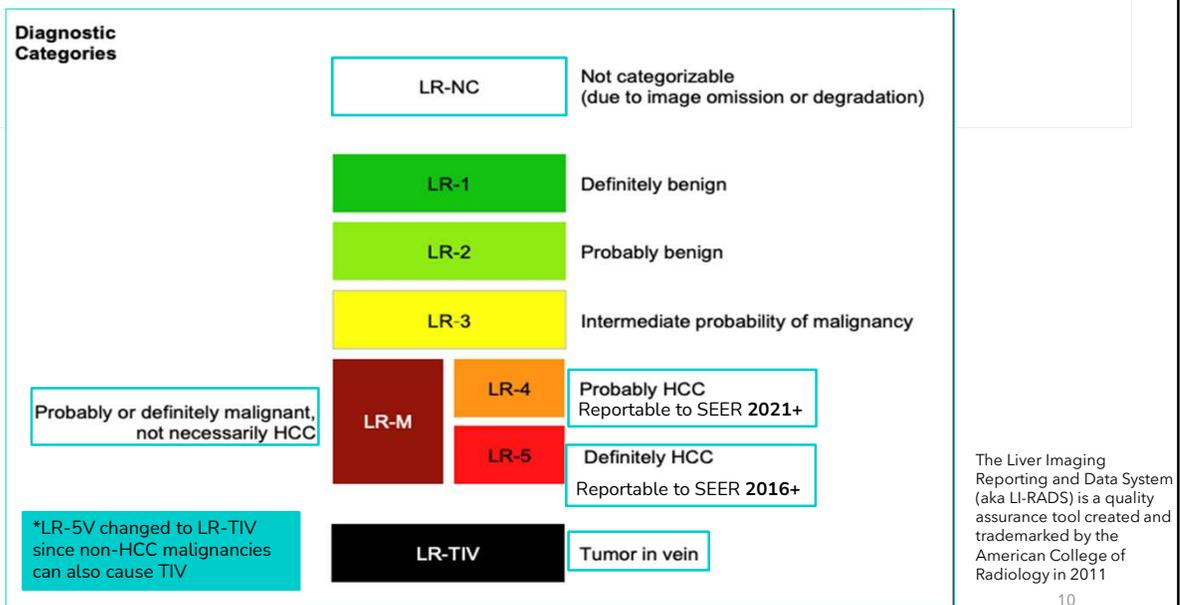 Diagnostic
Categories
LR-NC
Not categorizable
(due to image omission or degradation)
LR-1
Definitely benign
LR-2
Probably benign
LR-3
Intermediate probability of malignancy
Probably or definitely malignant,
not necessarily HCC
LR-M
LR-4
Probably HCC
Reportable to SEER 2021+
LR-5
Definitely HCC
Reportable to SEER 2016+
*LR-5V changed to LR-TIV
since non-HCC malignancies
can also cause TIV
LR-TIV
Tumor in vein
The Liver Imaging
Reporting and Data System
(aka LI-RADS) is a quality
assurance tool created and
trademarked by the
American College of
Radiology in 2011
10